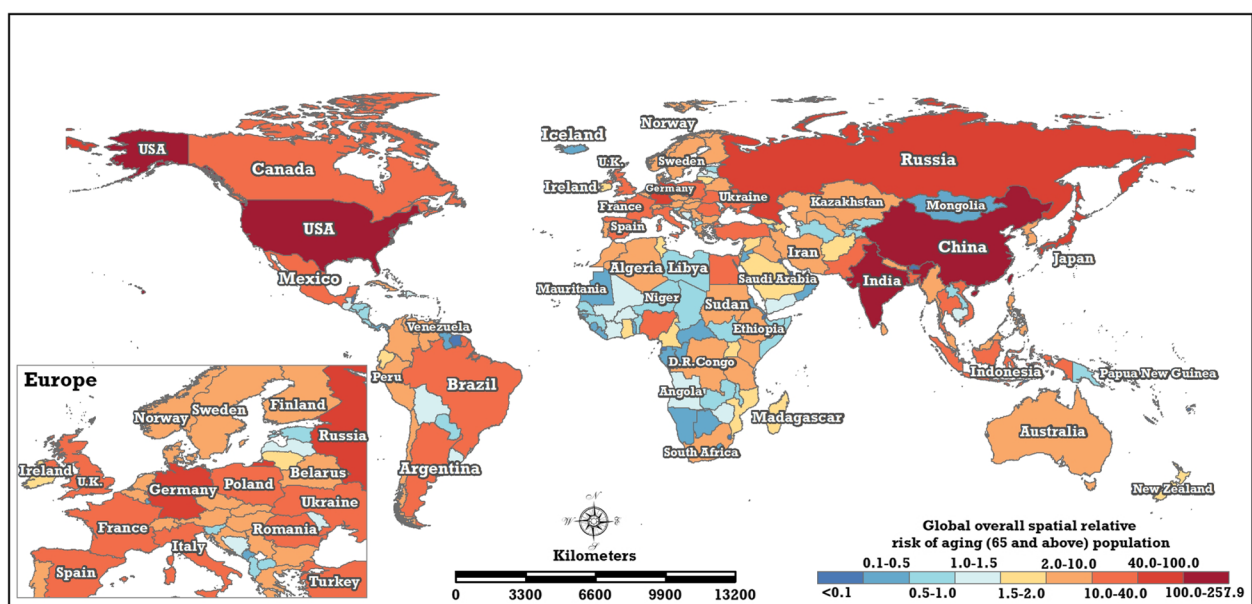 Norway
Iceland
USA
Sweden
U.K.
Russia
Canada
Ireland
Germany
Ukraine
Kazakhstan
France
Mongolia
USA
Spain
China
Iran
Japan
Mexico
Algeria
Libya
Saudi Arabia
India
Mauritania
Niger
Sudan
Venezuela
Ethiopia
D.R.Congo
Indonesia
Papua New Guinea
Peru
Brazil
Angola
Madagascar
Australia
South Africa
Argentina
New Zealand
Europe
Norway
Sweden
Finland
Russia
Ireland
U.K.
Belarus
Germany
Poland
Ukraine
France
Romania
Italy
Spain
Turkey
N
W E
S
Kilometers
0 3300 6600 9900 13200
Global overall spatial relative
risk of aging (65 and above) population
0.1-0.5 1.0-1.5 2.0-10.0 40.0-100.0
<0.1 0.5-1.0 1.5-2.0 10.0-40.0 100.0-257.9